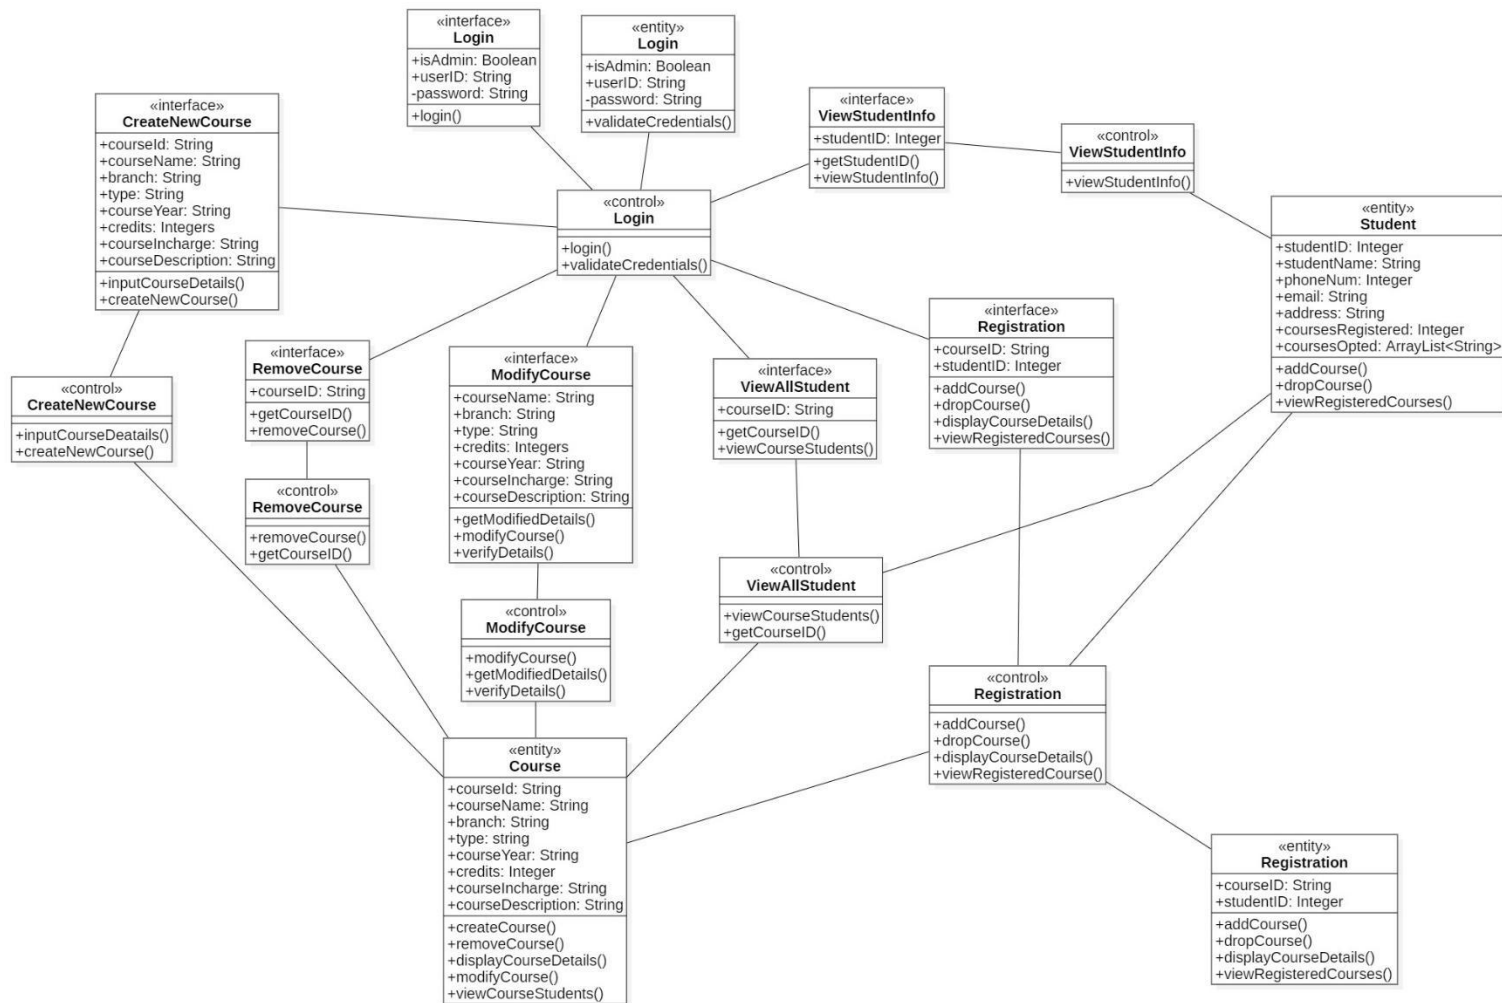 «interface»
Login
+isAdmin: Boolean
+userID: String
-password: String
+login()
«entity»
Login
+isAdmin: Boolean
+userID: String
-password: String
+validateCredentials()
«interface»
CreateNewCourse
+courseId: String
+courseName: String
+branch: String
+type: String
+courseYear: String
+credits: Integers
+courseIncharge: String
+courseDescription: String
+inputCourseDetails()
+createNewCourse()
«interface»
ViewStudentInfo
+studentID: Integer
+getStudentID()
+viewStudentInfo()
«control»
ViewStudentInfo
+viewStudentInfo()
«control»
Login
+login()
+validateCredentials()
«entity»
Student
+studentID: Integer
+studentName: String
+phoneNum: Integer
+email: String
+address: String
+coursesRegistered: Integer
+coursesOpted: ArrayList<String>
+addCourse()
+dropCourse()
+viewRegisteredCourses()
«interface»
Registration
+courseID: String
+studentID: Integer
+addCourse()
+dropCourse()
+displayCourseDetails()
+viewRegisteredCourses()
«interface»
RemoveCourse
+courseID: String
+getCourseID()
+removeCourse()
«interface»
ModifyCourse
+courseName: String
+branch: String
+type: String
+credits: Integers
+courseYear: String
+courseIncharge: String
+courseDescription: String
+getModifiedDetails()
+modifyCourse()
+verifyDetails()
«interface»
ViewAllStudent
+courseID: String
+getCourseID()
+viewCourseStudents()
«control»
CreateNewCourse
+inputCourseDeatails()
+createNewCourse()
«control»
RemoveCourse
+removeCourse()
+getCourseID()
«control»
ViewAllStudent
+viewCourseStudents()
+getCourseID()
«control»
ModifyCourse
+modifyCourse()
+getModifiedDetails()
+verifyDetails()
«control»
Registration
+addCourse()
+dropCourse()
+displayCourseDetails()
+viewRegisteredCourse()
«entity»
Course
+courseId: String
+courseName: String
+branch: String
+type: string
+courseYear: String
+credits: Integer
+courseIncharge: String
+courseDescription: String
+createCourse()
+removeCourse()
+displayCourseDetails()
+modifyCourse()
+viewCourseStudents()
«entity»
Registration
+courseID: String
+studentID: Integer
+addCourse()
+dropCourse()
+displayCourseDetails()
+viewRegisteredCourses()